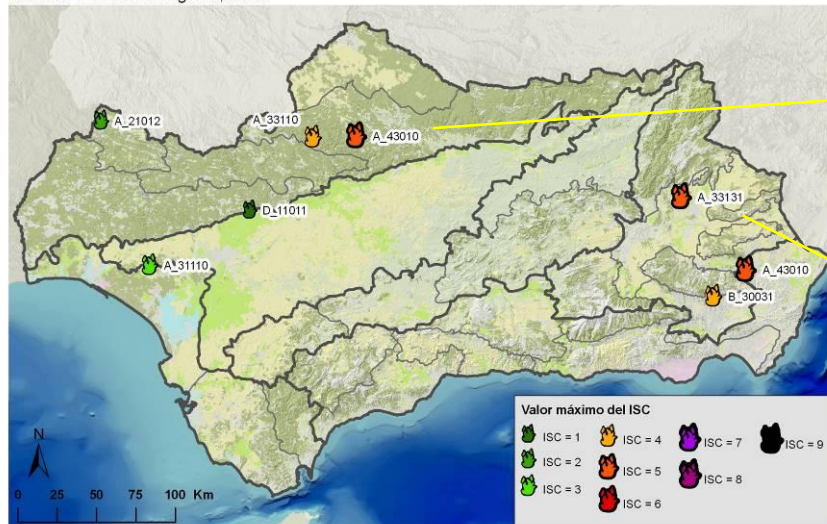 A_21012
A_33110
A_43010
A_33131
D_11011
A_31110
A_43010
B_30031
Valor máximo del ISC
ISC = 1
ISC = 4
ISC = 7
ISC = 9
ISC = 2
ISC = 5
ISC = 8
ISC = 3
ISC = 6
N
0 25 50 75 100 Km